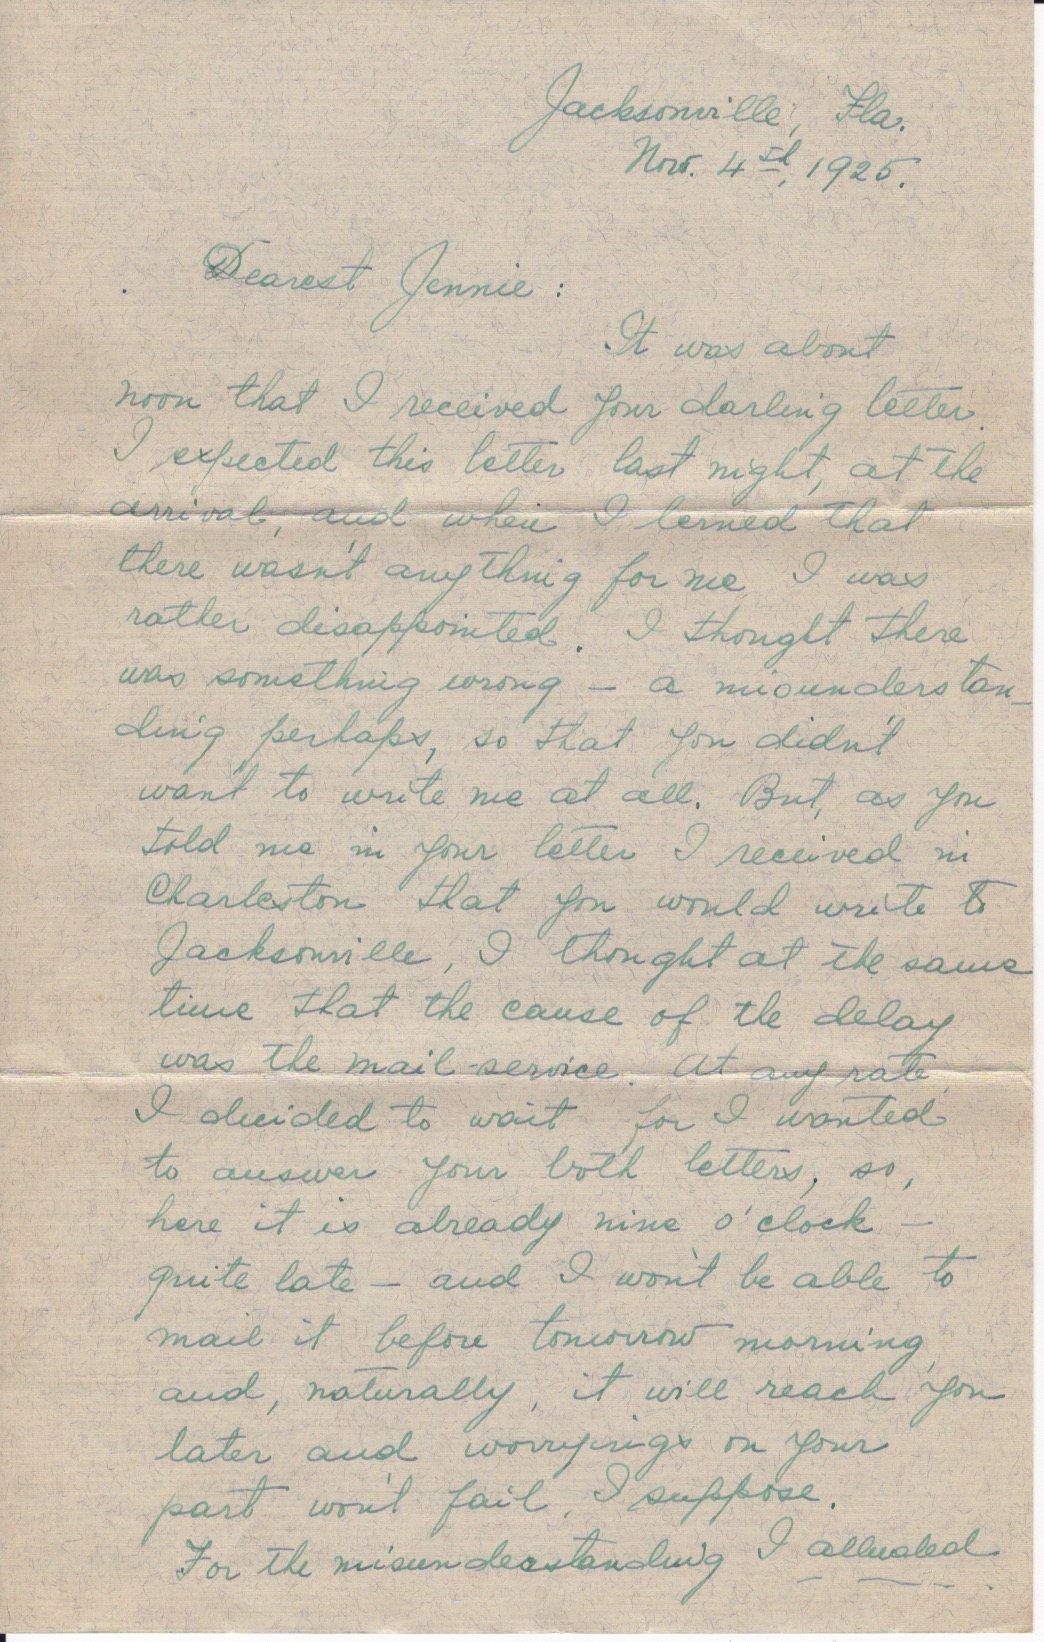 Jacksonville, Fla.
Nov. 4th, 1925.
Dearest Jennie:
It was about
noon that I received your darling letter.
I expected this letter last night, at the
arrival, and when I lerned that
there wasn't anything for me I was
rather disappointed. I thought there
was something wrong – a misunderstan-
ding perhaps, so that you didn't
want to write me at all. But, as you
told me in your letter I received in
Charleston that you would write to
Jacksonville, I thought at the same
time that the cause of the delay
was the mail-service. At any rate,
I decided to wait for I wanted
to answer your both letters, so,
here it is already nine o'clock –
quite late – and I won't be able to
mail it before tomorrow morning,
and, naturally, it will reach you
later and worryings on your
part won't fail, I suppose.
For the misunderstanding I